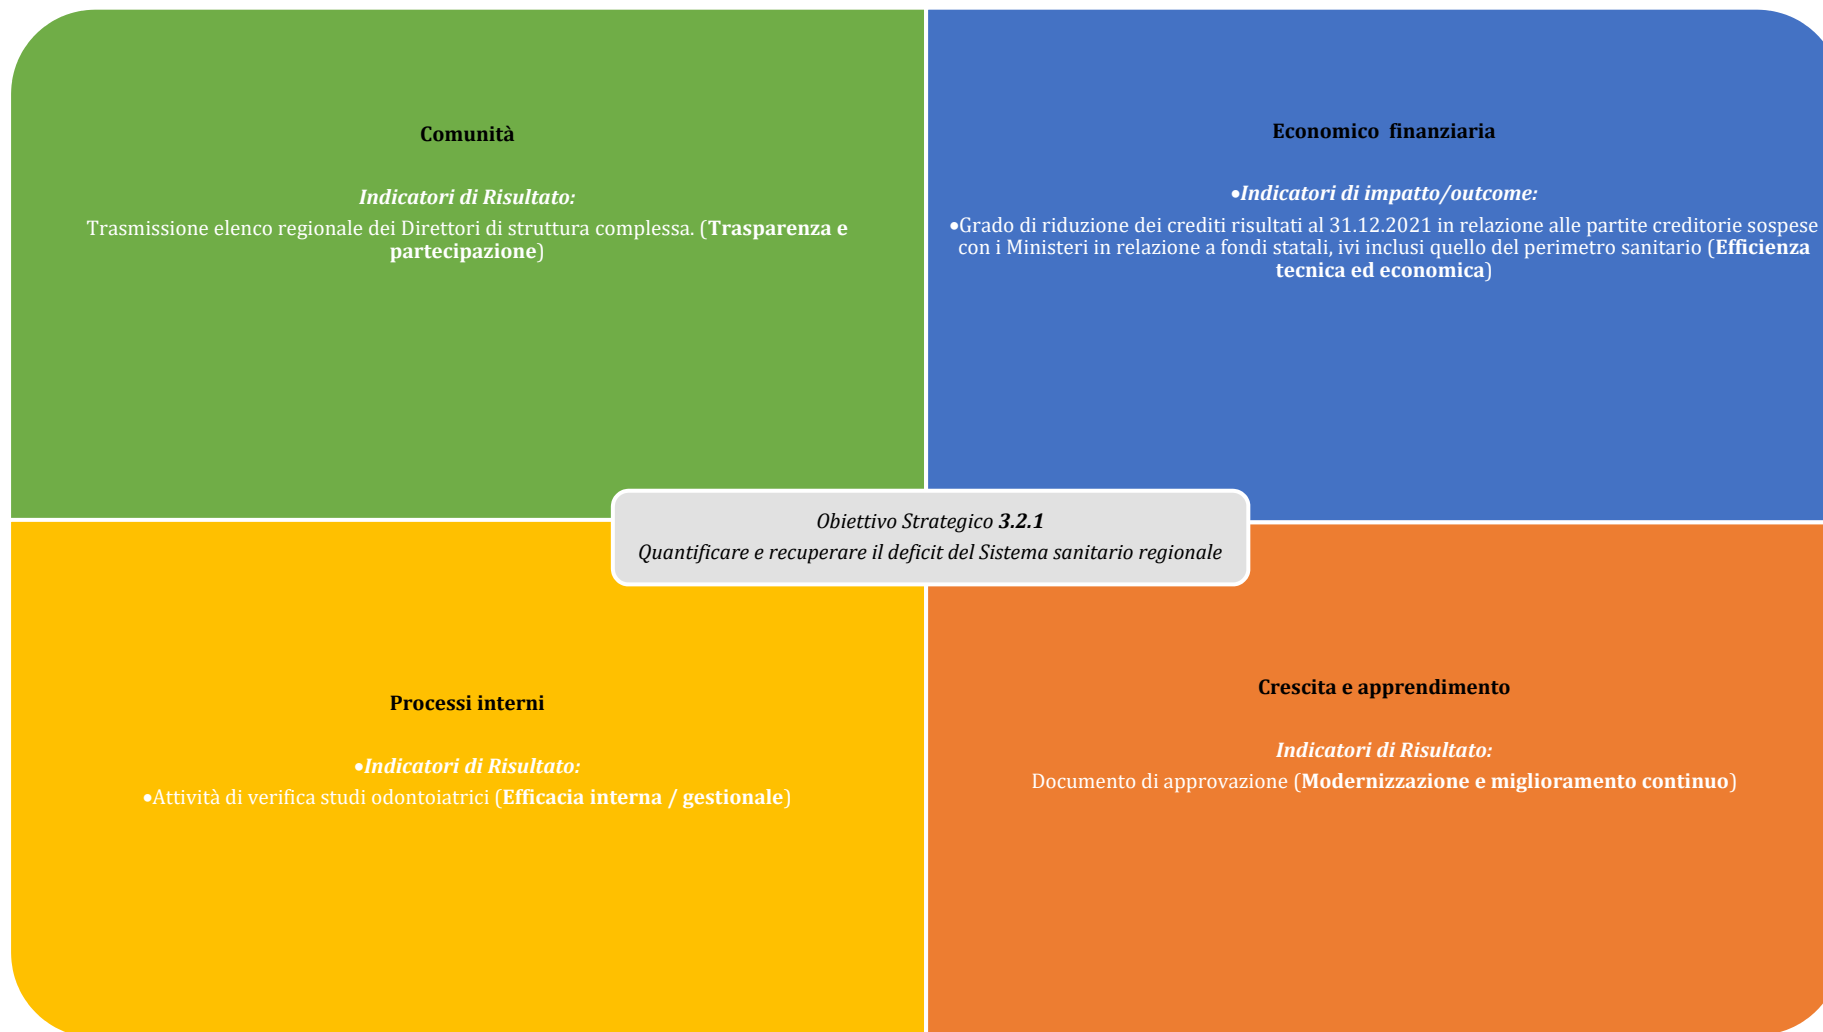 Comunità
Indicatori di Risultato:
Trasmissione elenco regionale dei Direttori di struttura complessa. (Trasparenza e
partecipazione)
Economico  finanziaria
•Indicatori di impatto/outcome:
•Grado di riduzione dei crediti risultati al 31.12.2021 in relazione alle partite creditorie sospese
con i Ministeri in relazione a fondi statali, ivi inclusi quello del perimetro sanitario (Efficienza
tecnica ed economica)
Obiettivo Strategico 3.2.1
Quantificare e recuperare il deficit del Sistema sanitario regionale
Processi interni
•Indicatori di Risultato:
•Attività di verifica studi odontoiatrici (Efficacia interna / gestionale)
Crescita e apprendimento
Indicatori di Risultato:
Documento di approvazione (Modernizzazione e miglioramento continuo)